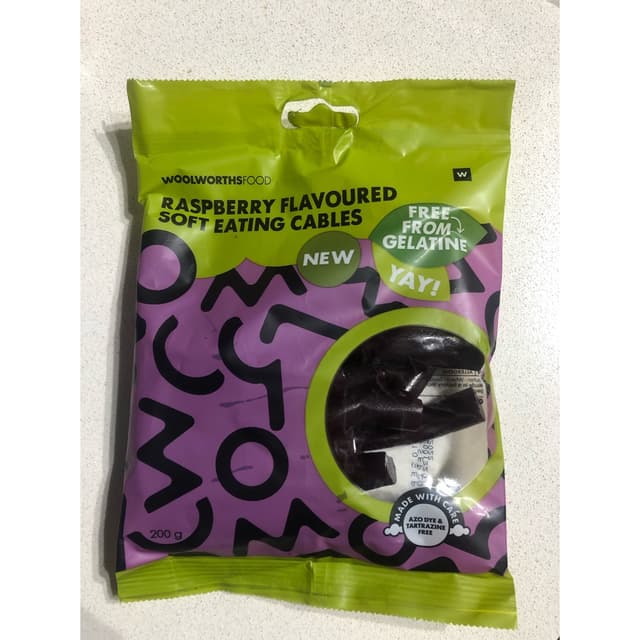 WOOLWORTHSFOOD
W
RASPBERRY FLAVOURED
SOFT EATING CABLES
FREE
FROM
GELATINE
NEW
YAY!
MADE WITH CARE
AZO DYE &
TARTRAZINE
FREE
200 g